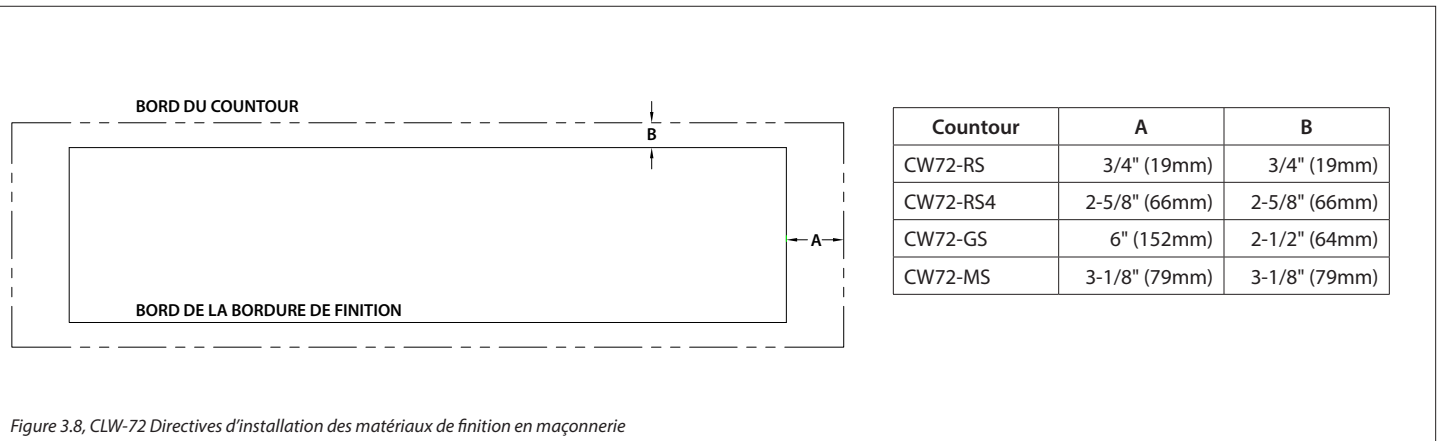 BORD DU COUNTOUR
B
A
BORD DE LA BORDURE DE FINITION
Countour A B
CW72-RS 3/4" (19mm) 3/4" (19mm)
CW72-RS4 2-5/8" (66mm) 2-5/8" (66mm)
CW72-GS 6" (152mm) 2-1/2" (64mm)
CW72-MS 3-1/8" (79mm) 3-1/8" (79mm)
Figure 3.8, CLW-72 Directives d'installation des matériaux de finition en maçonnerie